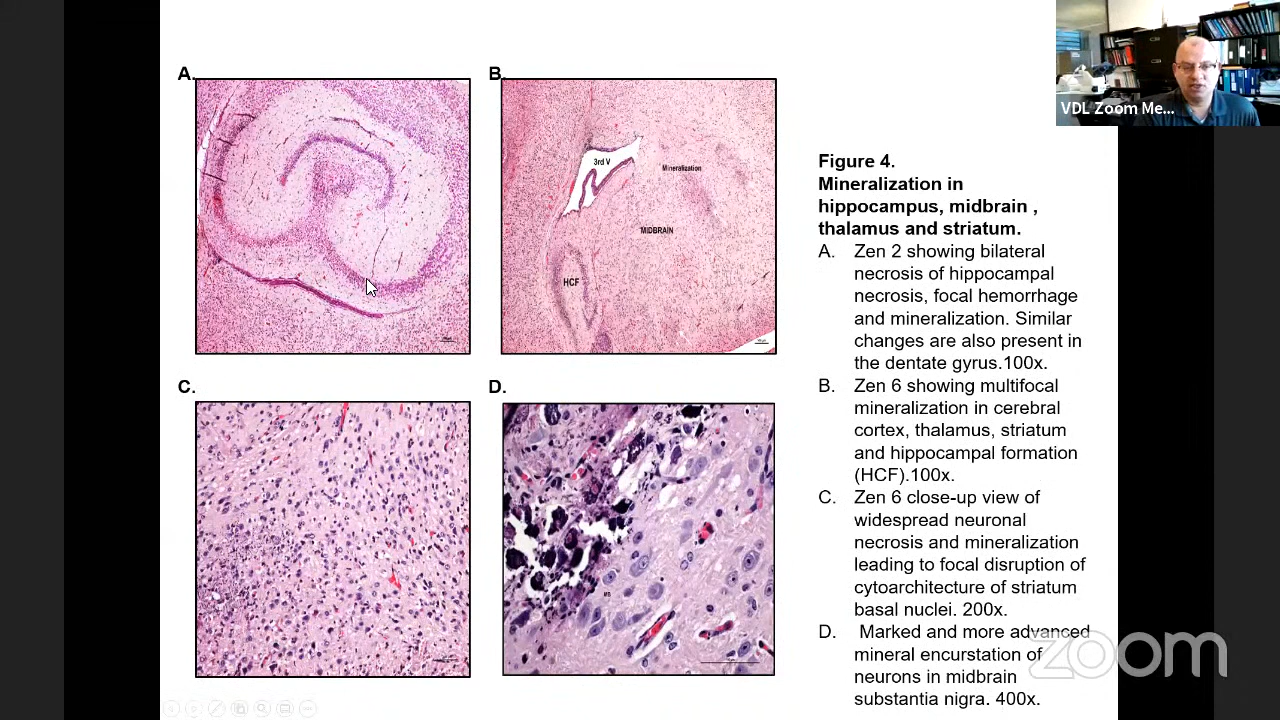 VDL Zoom Me...
A.
B.
3rd V
Mineralization
MIDBRAIN
HCF
C.
D.
MB
Figure 4.
Mineralization in
hippocampus, midbrain ,
thalamus and striatum.
A. Zen 2 showing bilateral
necrosis of hippocampal
necrosis, focal hemorrhage
and mineralization. Similar
changes are also present in
the dentate gyrus.100x.
B. Zen 6 showing multifocal
mineralization in cerebral
cortex, thalamus, striatum
and hippocampal formation
(HCF).100x.
C. Zen 6 close-up view of
widespread neuronal
necrosis and mineralization
leading to focal disruption of
cytoarchitecture of striatum
basal nuclei. 200x.
D. Marked and more advanced
mineral encurstation of
neurons in midbrain
substantia nigra. 400x.
zoom